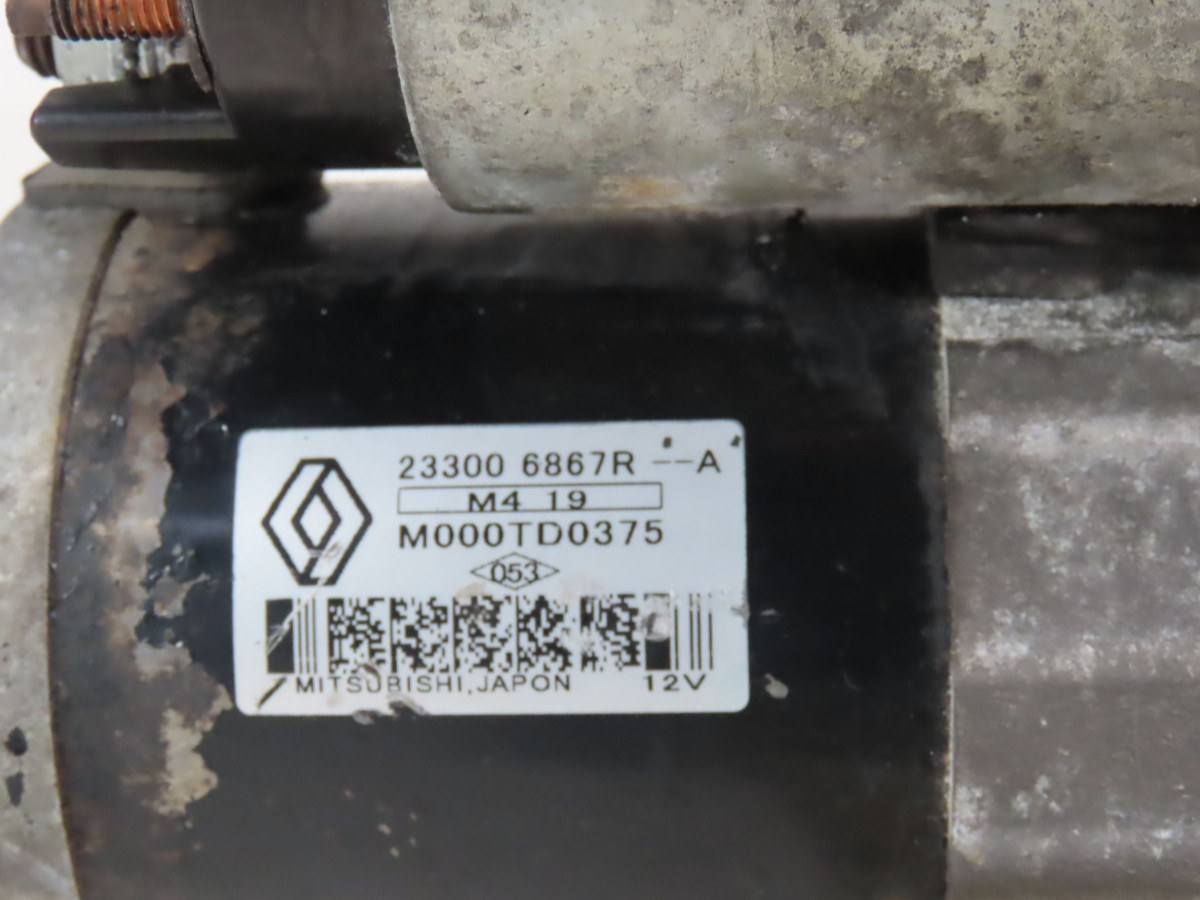 23300 6867R --A
M4 19
M000TD0375
053
MITSUBISHI,JAPON 12V